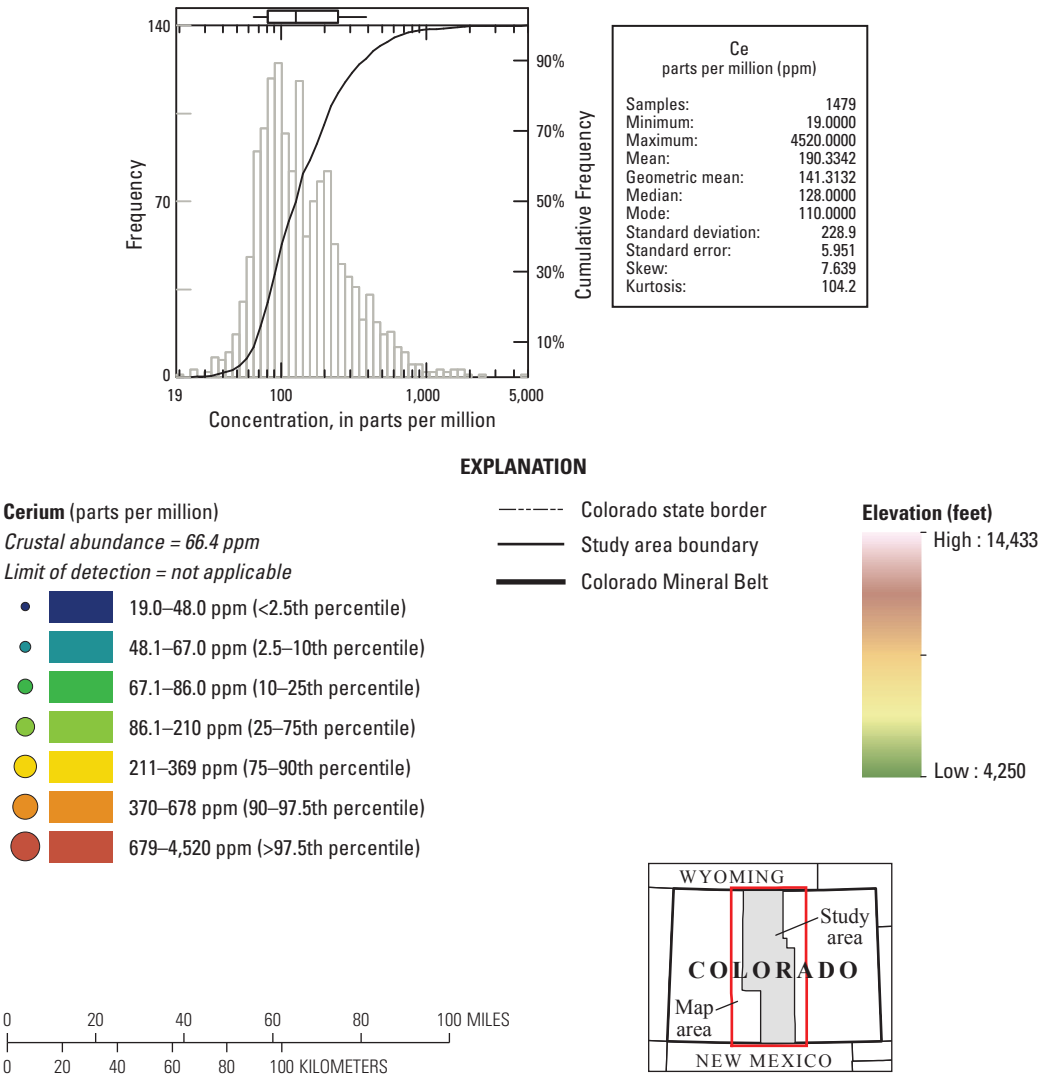 140
70
0
Frequency
90%
70%
50%
30%
10%
Cumulative Frequency
19
100
1,000
5,000
Concentration, in parts per million
Ce
parts per million (ppm)
Samples: 1479
Minimum: 19.0000
Maximum: 4520.0000
Mean: 190.3342
Geometric mean: 141.3132
Median: 128.0000
Mode: 110.0000
Standard deviation: 228.9
Standard error: 5.951
Skew: 7.639
Kurtosis: 104.2
EXPLANATION
Cerium (parts per million)
Crustal abundance = 66.4 ppm
Limit of detection = not applicable
19.0–48.0 ppm (<2.5th percentile)
48.1–67.0 ppm (2.5–10th percentile)
67.1–86.0 ppm (10–25th percentile)
86.1–210 ppm (25–75th percentile)
211–369 ppm (75–90th percentile)
370–678 ppm (90–97.5th percentile)
679–4,520 ppm (>97.5th percentile)
Colorado state border
Study area boundary
Colorado Mineral Belt
Elevation (feet)
High : 14,433
Low : 4,250
WYOMING
Study
area
COLORADO
Map
area
NEW MEXICO
0 20 40 60 80 100 MILES
0 20 40 60 80 100 KILOMETERS